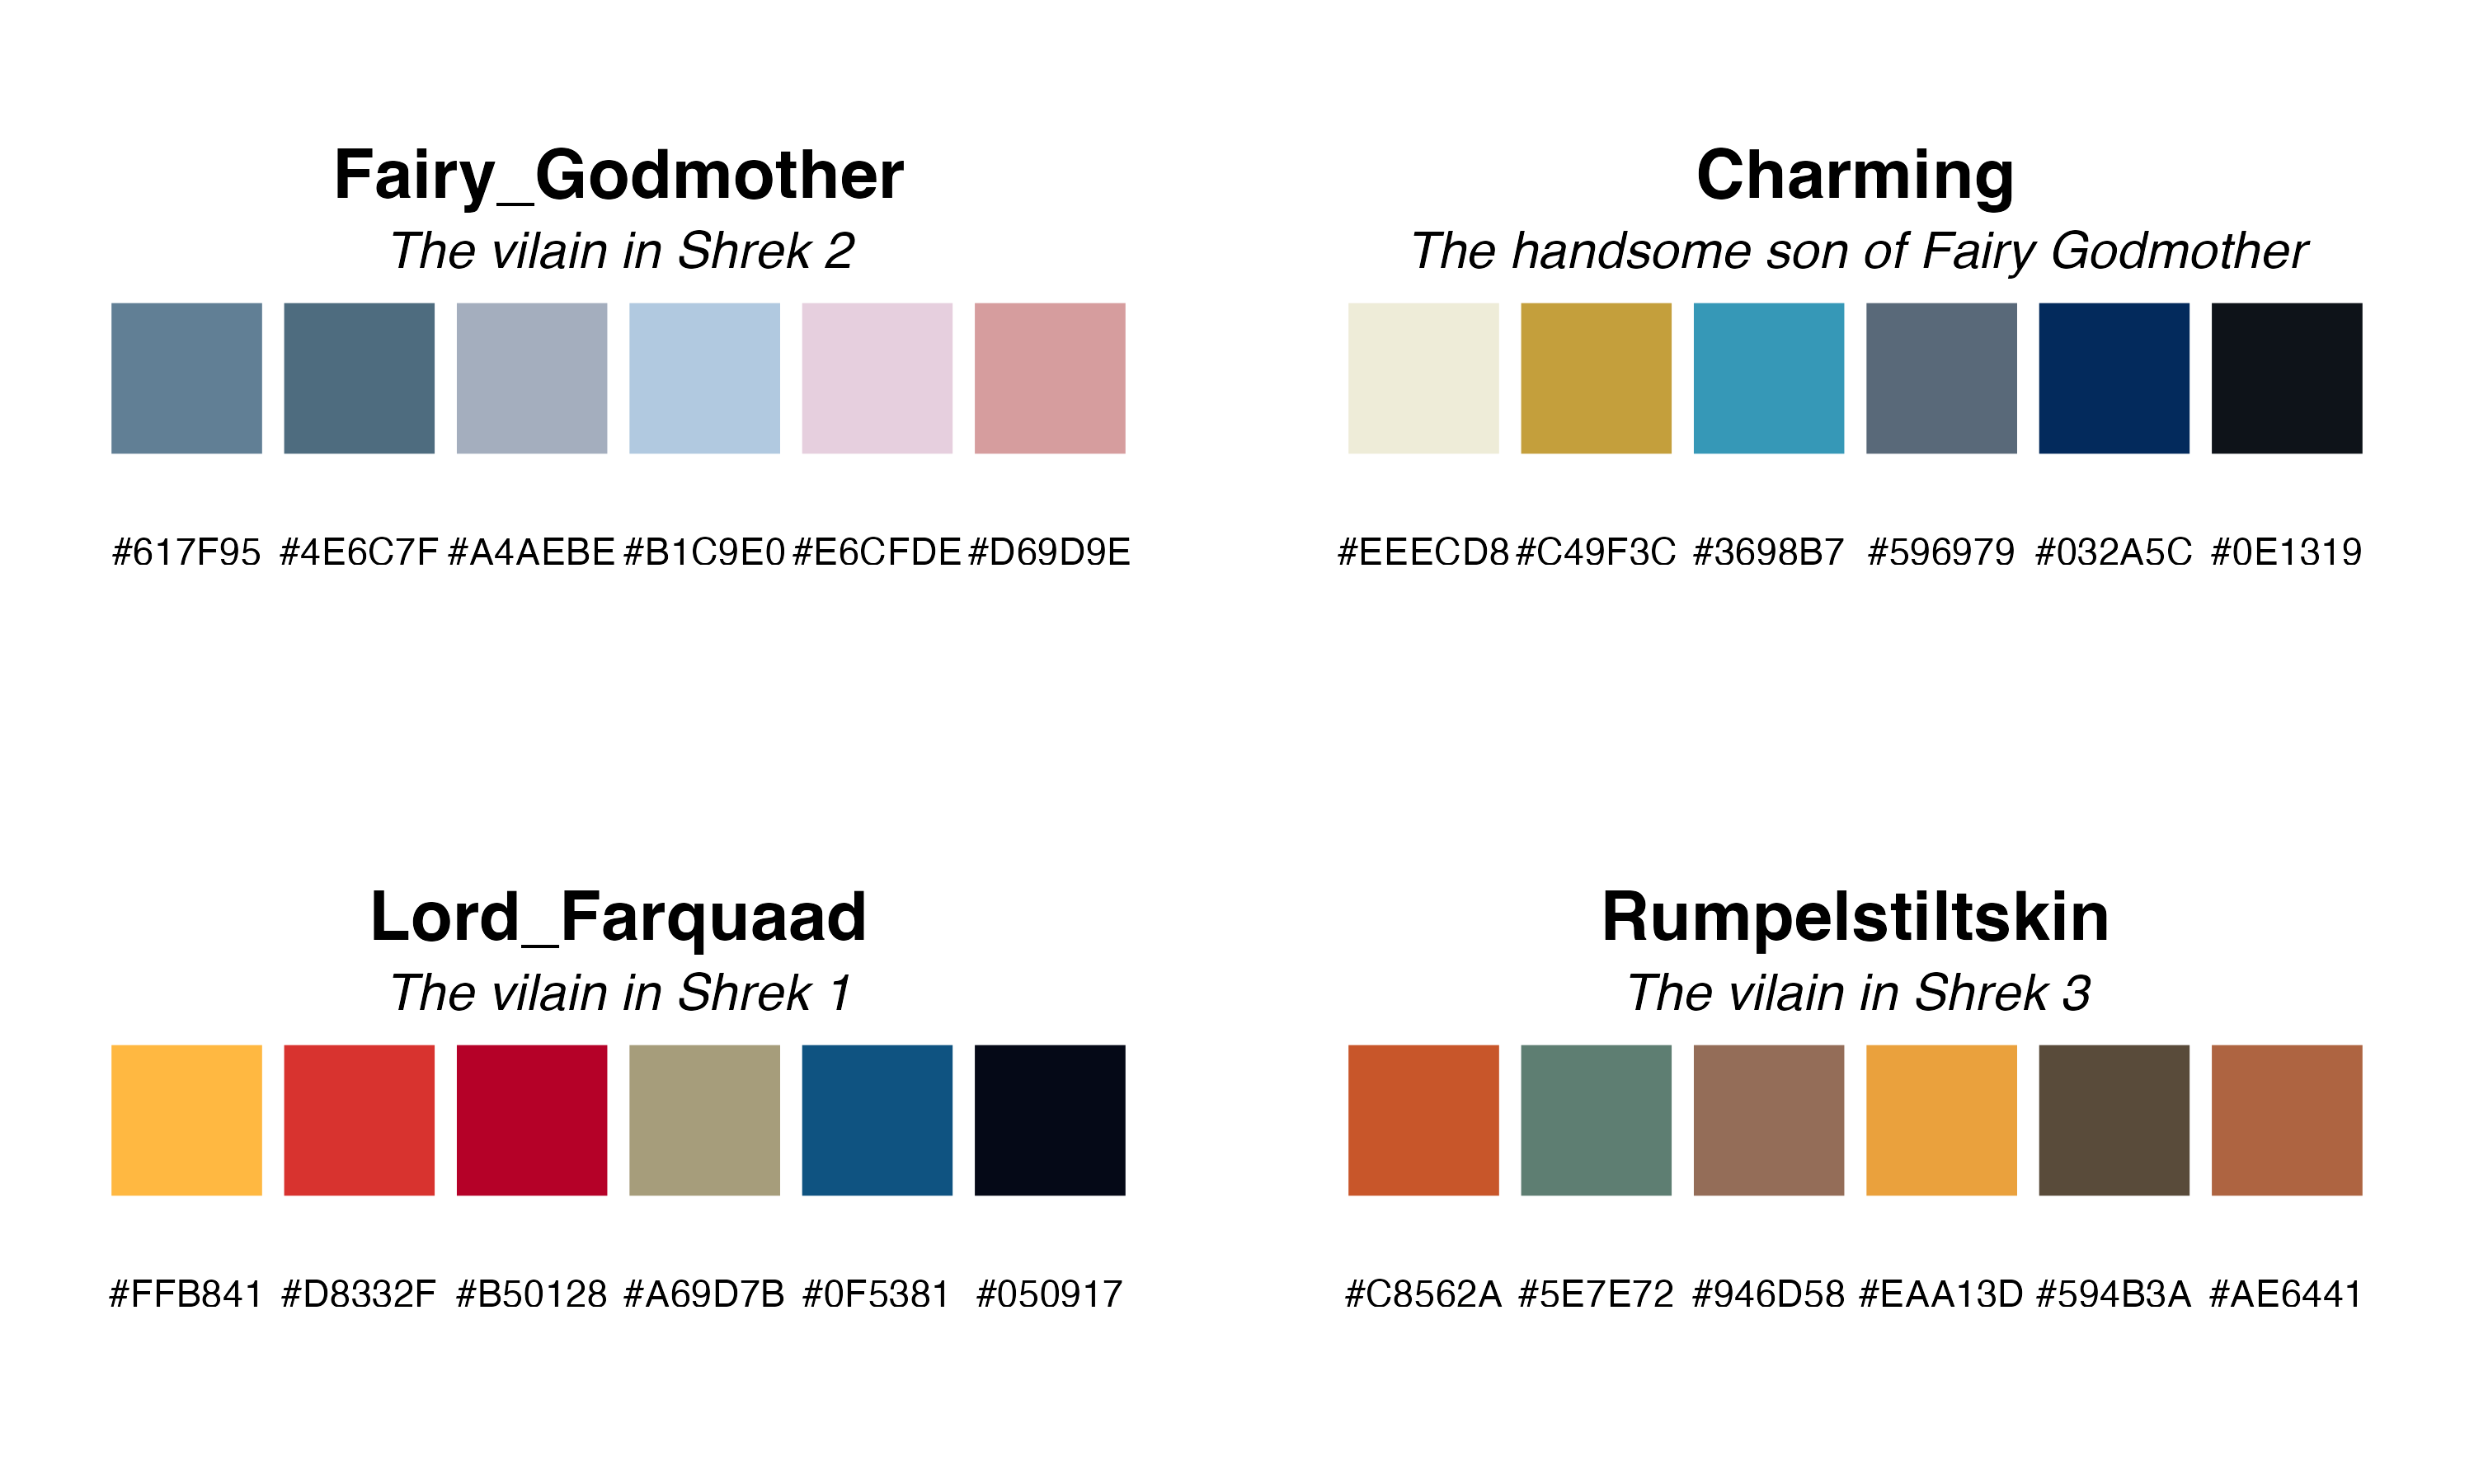 Fairy_Godmother
The vilain in Shrek 2
#617F95 #4E6C7F #A4AEBE #B1C9E0 #E6CFDE #D69D9E
Charming
The handsome son of Fairy Godmother
#EEECD8 #C49F3C #3698B7 #596979 #032A5C #0E1319
Lord_Farquaad
The vilain in Shrek 1
#FFB841 #D8332F #B50128 #A69D7B #0F5381 #050917
Rumpelstiltskin
The vilain in Shrek 3
#C8562A #5E7E72 #946D58 #EAA13D #594B3A #AE6441